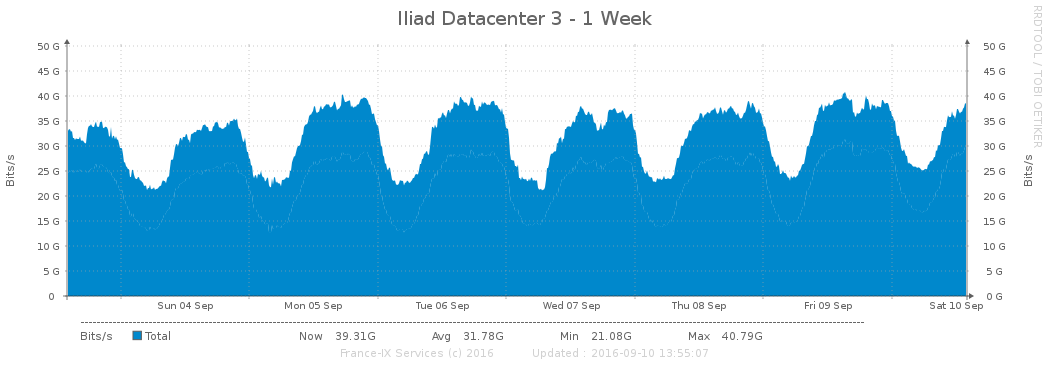 Iliad Datacenter 3 - 1 Week
RRDTOOL / TOBI OETIKER
50 G 50 G
45 G 45 G
40 G 40 G
35 G 35 G
30 G 30 G
25 G 25 G
20 G 20 G
15 G 15 G
10 G 10 G
5 G 5 G
0 0 G
Bits/s Bits/s
Sun 04 Sep Mon 05 Sep Tue 06 Sep Wed 07 Sep Thu 08 Sep Fri 09 Sep Sat 10 Sep
Bits/s Total Now 39.31G Avg 31.78G Min 21.08G Max 40.79G
France-IX Services (c) 2016 Updated : 2016-09-10 13:55:07